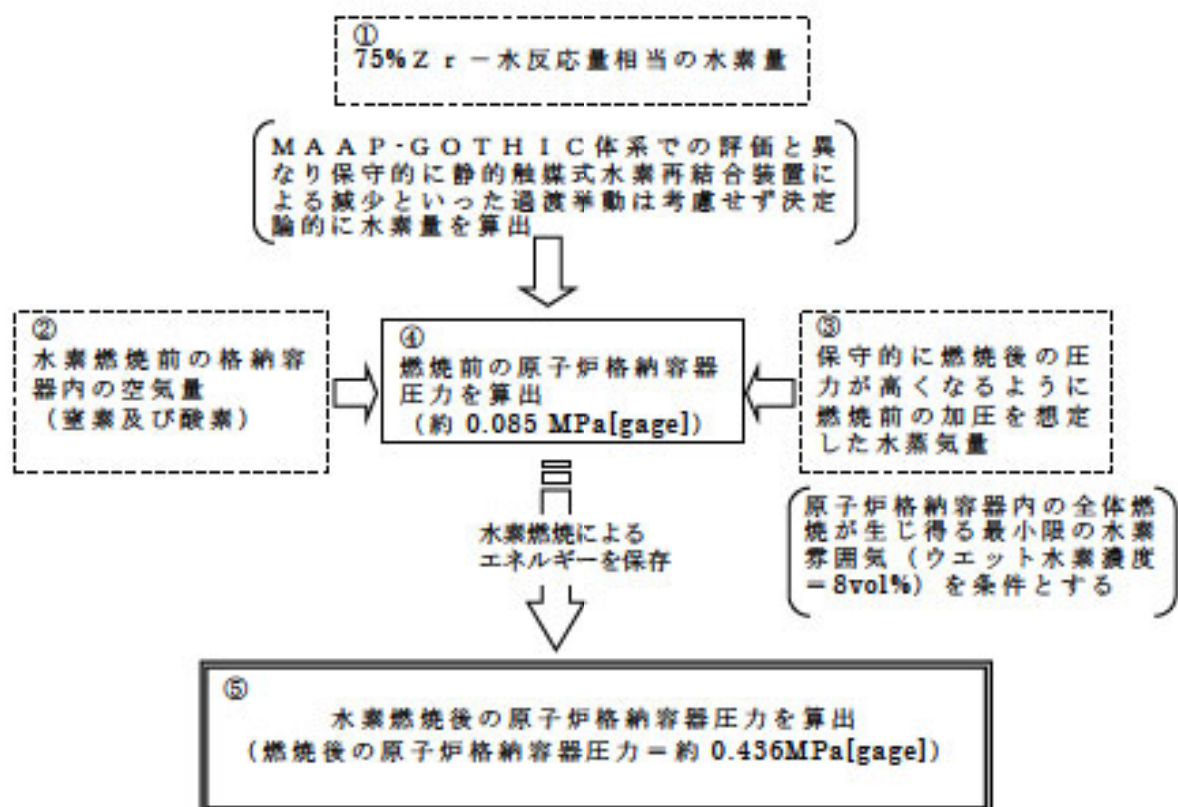 ①
75%Ｚｒ－水反応量相当の水素量
ＭＡＡＰ-ＧＯＴＨＩＣ体系での評価と異
なり保守的に静的触媒式水素再結合装置に
よる減少といった過渡挙動は考慮せず決定
論的に水素量を算出
②
水素燃焼前の格納容
器内の空気量
（窒素及び酸素）
④
燃焼前の原子炉格納容器
圧力を算出
（約 0.085 MPa[gage]）
③
保守的に燃焼後の圧
力が高くなるように
燃焼前の加圧を想定
した水蒸気量
原子炉格納容器内の全体燃
焼が生じ得る最小限の水素
雰囲気（ウエット水素濃度
＝8vol%）を条件とする
水素燃焼による
エネルギーを保存
⑤
水素燃焼後の原子炉格納容器圧力を算出
（燃焼後の原子炉格納容器圧力＝約 0.436MPa[gage]）